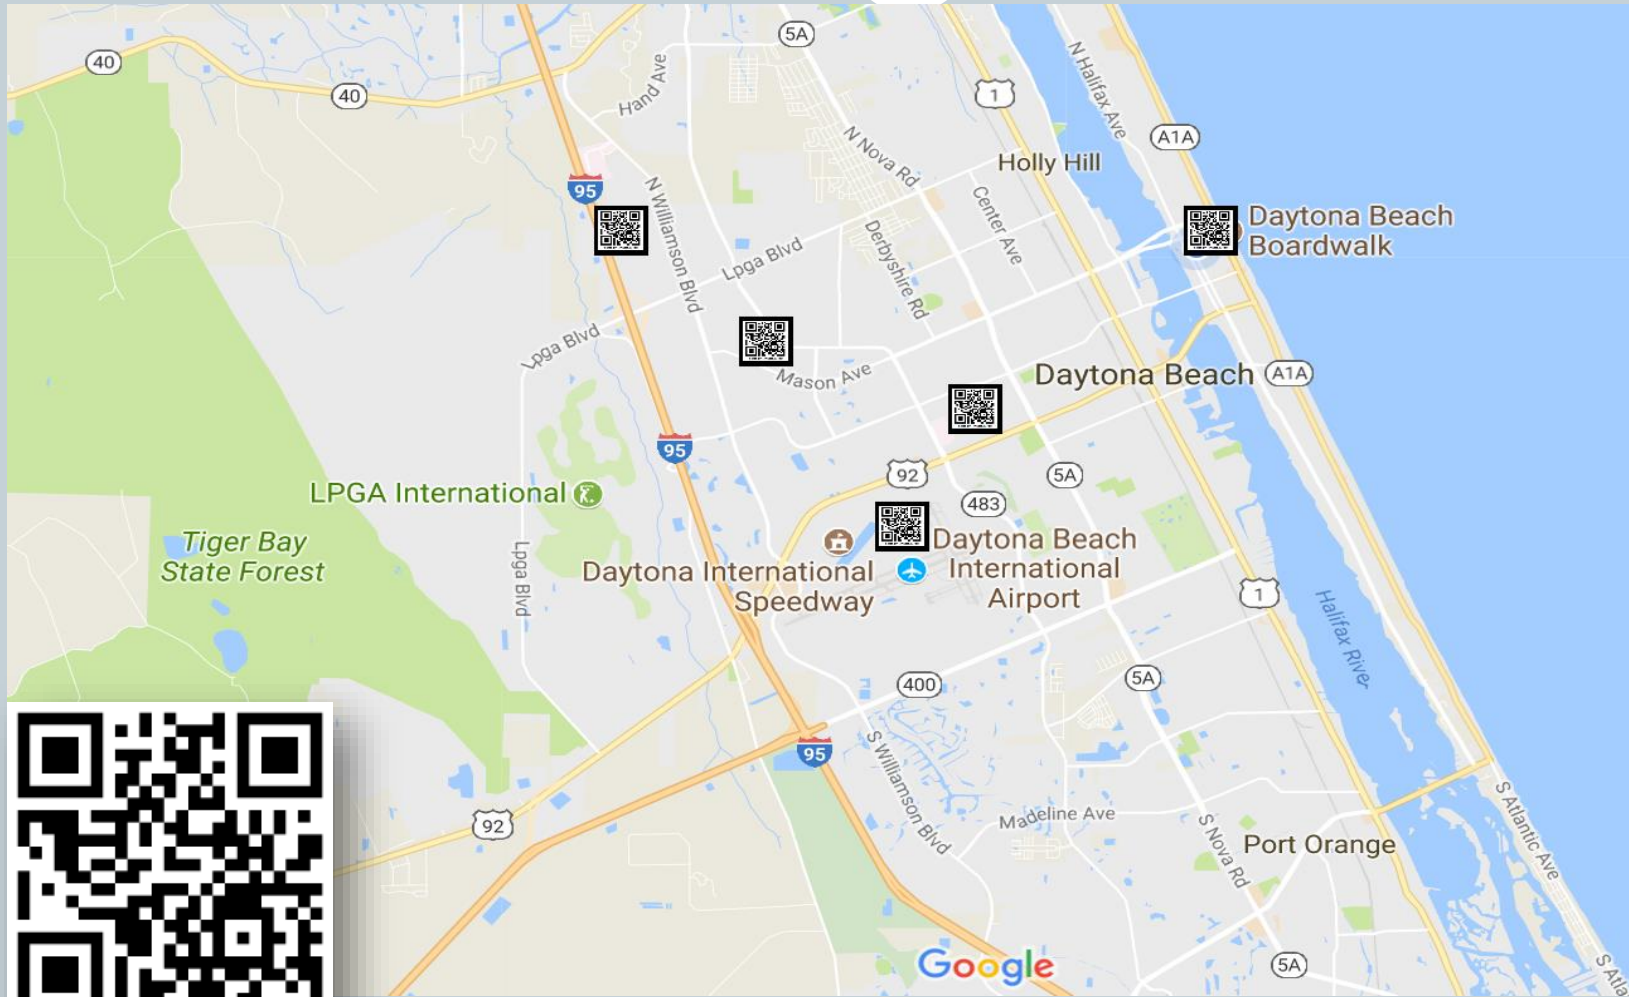 5A
40
40
Hand Ave
1
N Halifax Ave
A1A
N Nova Rd
Holly Hill
95
N Williamson Blvd
Center Ave
Daytona Beach
Boardwalk
Lpga Blvd
Derbyshire Rd
Lpga Blvd
Mason Ave
Daytona Beach
A1A
95
92
5A
LPGA International
483
Tiger Bay
State Forest
Lpga Blvd
Daytona International
Speedway
Daytona Beach
International
Airport
1
Halifax River
400
5A
95
S Williamson Blvd
92
Madeline Ave
S Nova Rd
Port Orange
S Atlantic Ave
Google
5A